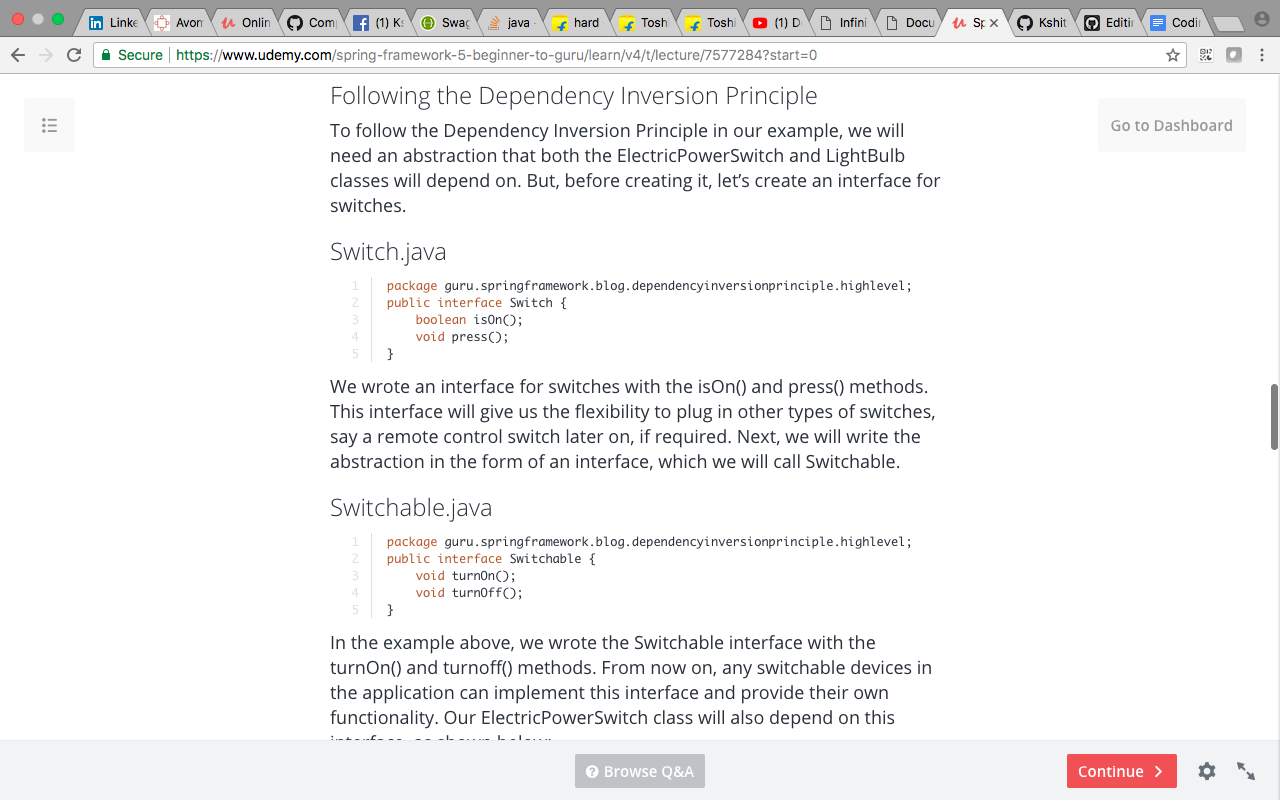 Linke
Avon
Onlin
Com
(1) Ks
Swag
java -
hard
Tosh
Toshi
(1) D
Infini
Docu
Sp
Kshit
Editin
Codin
Secure
https://www.udemy.com/spring-framework-5-beginner-to-guru/learn/v4/t/lecture/7577284?start=0
Go to Dashboard
Following the Dependency Inversion Principle
To follow the Dependency Inversion Principle in our example, we will
need an abstraction that both the ElectricPowerSwitch and LightBulb
classes will depend on. But, before creating it, let’s create an interface for
switches.
Switch.java
1 package guru.springframework.blog.dependencyinversionprinciple.highlevel;
2 public interface Switch {
3 boolean isOn();
4 void press();
5 }
We wrote an interface for switches with the isOn() and press() methods.
This interface will give us the flexibility to plug in other types of switches,
say a remote control switch later on, if required. Next, we will write the
abstraction in the form of an interface, which we will call Switchable.
Switchable.java
1 package guru.springframework.blog.dependencyinversionprinciple.highlevel;
2 public interface Switchable {
3 void turnOn();
4 void turnOff();
5 }
In the example above, we wrote the Switchable interface with the
turnOn() and turnoff() methods. From now on, any switchable devices in
the application can implement this interface and provide their own
functionality. Our ElectricPowerSwitch class will also depend on this
interface, as shown below:
Browse Q&A
Continue